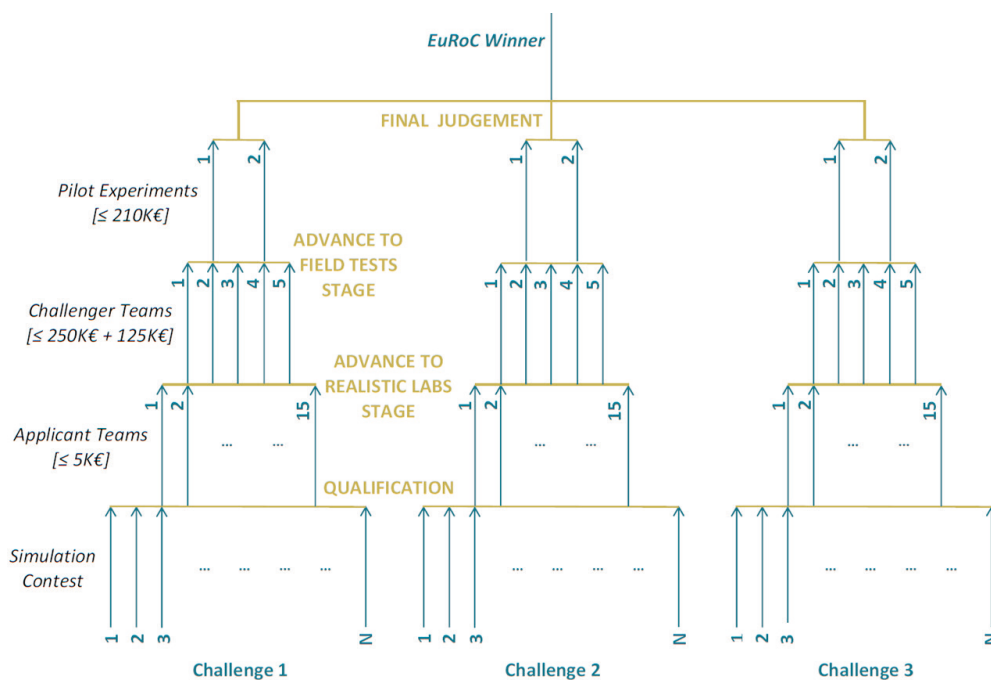 EuRoC Winner
FINAL JUDGEMENT
1 2 1 2 1 2
Pilot Experiments
[≤ 210K€]
ADVANCE TO
FIELD TESTS
STAGE
1 2 3 4 5 1 2 3 4 5 1 2 3 4 5
Challenger Teams
[≤ 250K€ + 125K€]
ADVANCE TO
REALISTIC LABS
STAGE
1 2 15 1 2 15 1 2 15
Applicant Teams
[≤ 5K€]
... ... ... ... ... ...
QUALIFICATION
Simulation
Contest
... ... ... ... ... ... ... ... ... ... ... ...
1 2 3 N 1 2 3 N 1 2 3 N
Challenge 1 Challenge 2 Challenge 3